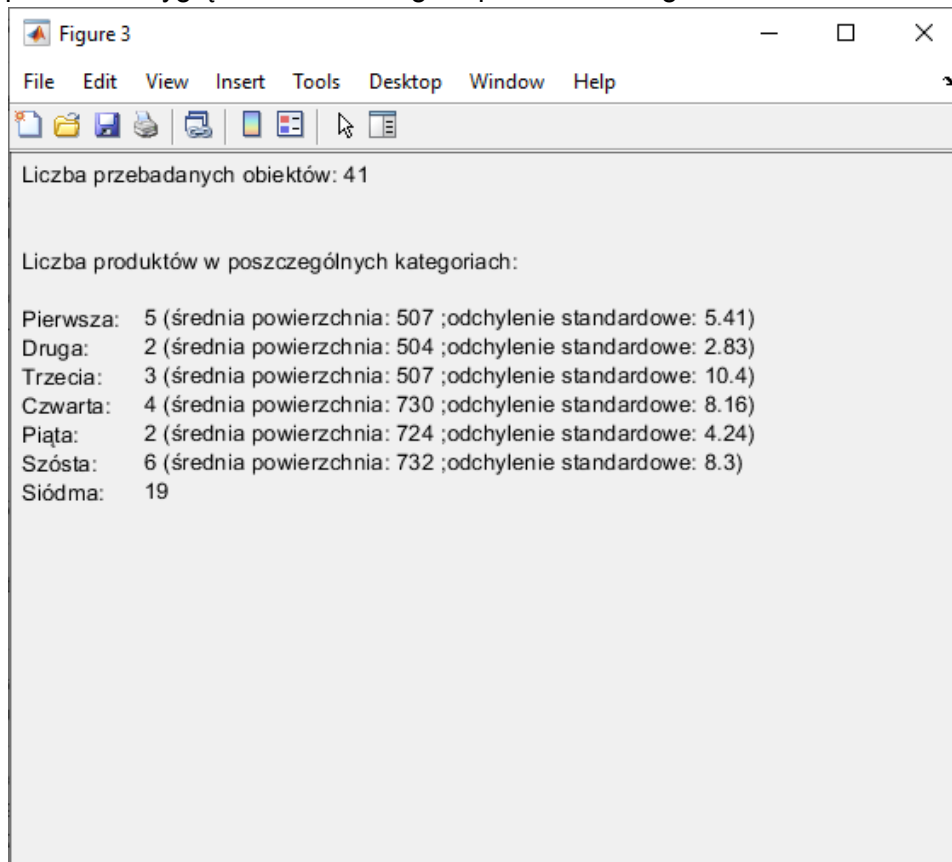 Figure 3
File Edit View Insert Tools Desktop Window Help
Liczba przebadanych obiektów: 41
Liczba produktów w poszczególnych kategoriach:
Pierwsza: 5 (średnia powierzchnia: 507 ;odchylenie standardowe: 5.41)
Druga: 2 (średnia powierzchnia: 504 ;odchylenie standardowe: 2.83)
Trzecia: 3 (średnia powierzchnia: 507 ;odchylenie standardowe: 10.4)
Czwarta: 4 (średnia powierzchnia: 730 ;odchylenie standardowe: 8.16)
Piąta: 2 (średnia powierzchnia: 724 ;odchylenie standardowe: 4.24)
Szósta: 6 (średnia powierzchnia: 732 ;odchylenie standardowe: 8.3)
Siódma: 19